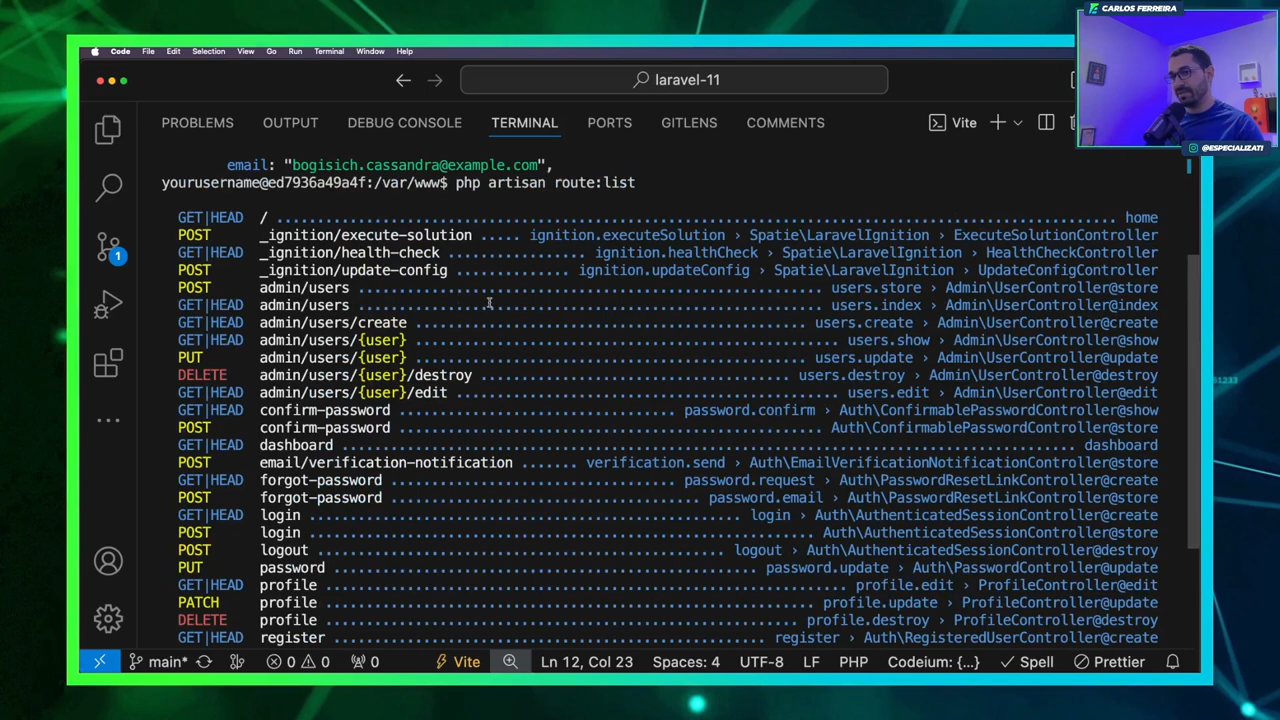 CARLOS FERREIRA
Code File Edit Selection View Go Run Terminal Window Help
laravel-11
PROBLEMS OUTPUT DEBUG CONSOLE TERMINAL PORTS GITLENS COMMENTS Vite
@ESPECIALIZATI
email: "bogisich.cassandra@example.com",
yourusername@ed7936a49a4f:/var/www$ php artisan route:list
GET|HEAD / ........................................................................................................ home
POST _ignition/execute-solution ..... ignition.executeSolution › Spatie\LaravelIgnition › ExecuteSolutionController
GET|HEAD _ignition/health-check ................. ignition.healthCheck › Spatie\LaravelIgnition › HealthCheckController
POST _ignition/update-config .............. ignition.updateConfig › Spatie\LaravelIgnition › UpdateConfigController
POST admin/users .......................................................... users.store › Admin\UserController@store
GET|HEAD admin/users .......................................................... users.index › Admin\UserController@index
GET|HEAD admin/users/create ................................................. users.create › Admin\UserController@create
GET|HEAD admin/users/{user} .................................................... users.show › Admin\UserController@show
PUT admin/users/{user} ................................................. users.update › Admin\UserController@update
DELETE admin/users/{user}/destroy ...................................... users.destroy › Admin\UserController@destroy
GET|HEAD admin/users/{user}/edit ................................................ users.edit › Admin\UserController@edit
GET|HEAD confirm-password ................................... password.confirm › Auth\ConfirmablePasswordController@show
POST confirm-password ..................................................... Auth\ConfirmablePasswordController@store
GET|HEAD dashboard .......................................................................................... dashboard
POST email/verification-notification ....... verification.send › Auth\EmailVerificationNotificationController@store
GET|HEAD forgot-password .................................... password.request › Auth\PasswordResetLinkController@create
POST forgot-password ....................................... password.email › Auth\PasswordResetLinkController@store
GET|HEAD login ..................................................... login › Auth\AuthenticatedSessionController@create
POST login .............................................................. Auth\AuthenticatedSessionController@store
POST logout .................................................. logout › Auth\AuthenticatedSessionController@destroy
PUT password ..................................................... password.update › Auth\PasswordController@update
GET|HEAD profile ................................................................. profile.edit › ProfileController@edit
PATCH profile ............................................................. profile.update › ProfileController@update
DELETE profile ........................................................... profile.destroy › ProfileController@destroy
GET|HEAD register ..................................................... register › Auth\RegisteredUserController@create
1
81233
main* 0 0 0 Vite Ln 12, Col 23 Spaces: 4 UTF-8 LF PHP Codeium: {...} Spell Prettier